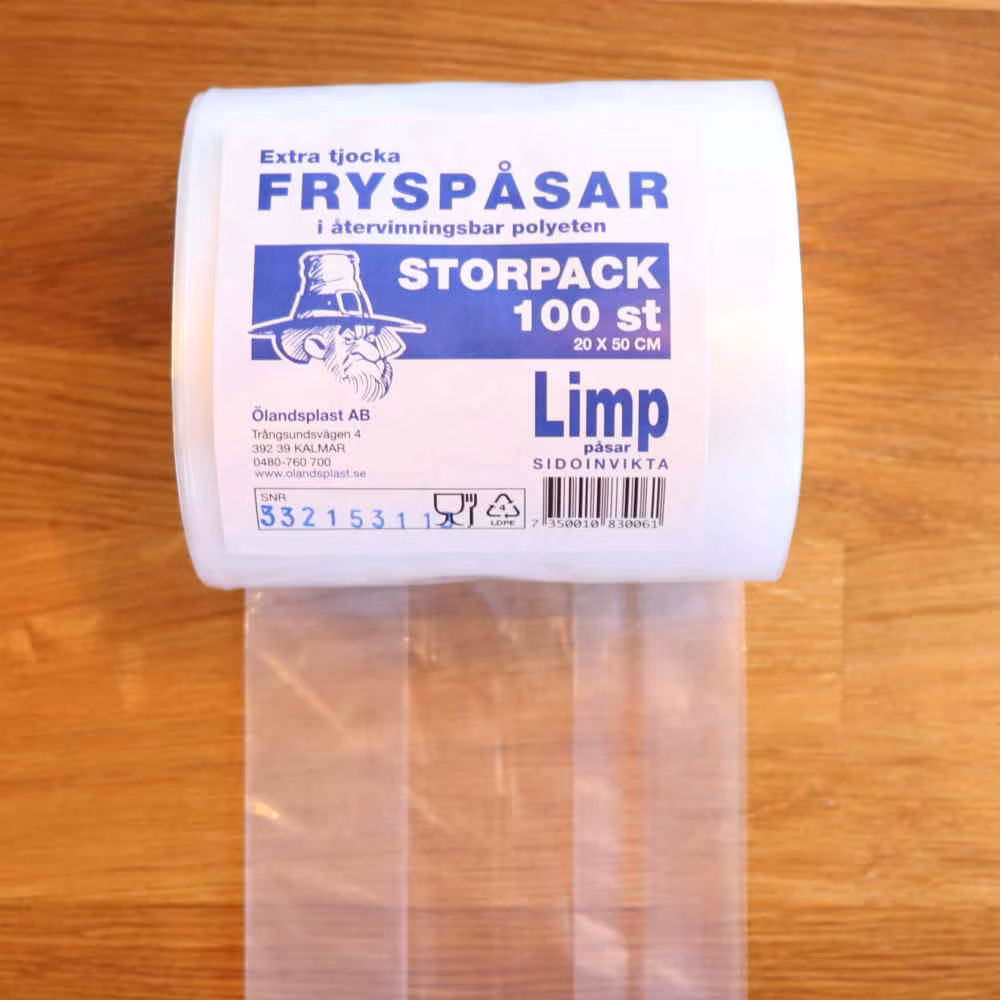 Extra tjocka
FRYSPÅSAR
i återvinningsbar polyeten
STORPACK
100 st
20 X 50 CM
Limp
påsar
SIDOINVIKTA
Ölandsplast AB
Trångsundsvägen 4
392 39 KALMAR
0480-760 700
www.olandsplast.se
SNR
4
LDPE
7 350010 830061